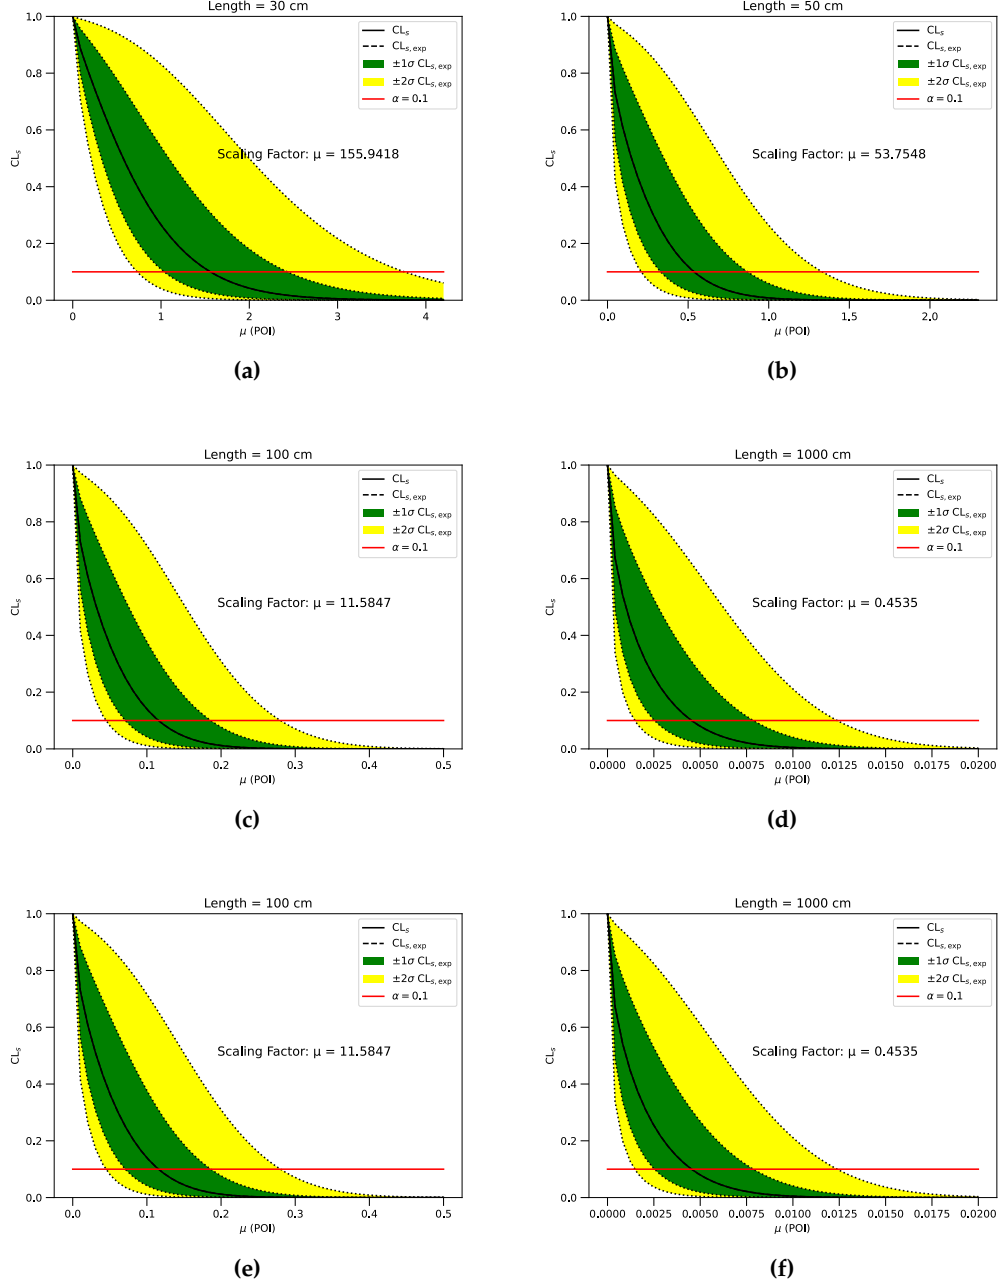 Length = 30 cm
1.0
0.8
0.6
0.4
0.2
0.0
CLs
CLs
CLs, exp
±1σ CLs, exp
±2σ CLs, exp
α = 0.1
Scaling Factor: μ = 155.9418
0 1 2 3 4
μ (POI)
(a)
Length = 50 cm
1.0
0.8
0.6
0.4
0.2
0.0
CLs
CLs
CLs, exp
±1σ CLs, exp
±2σ CLs, exp
α = 0.1
Scaling Factor: μ = 53.7548
0.0 0.5 1.0 1.5 2.0
μ (POI)
(b)
Length = 100 cm
1.0
0.8
0.6
0.4
0.2
0.0
CLs
CLs
CLs, exp
±1σ CLs, exp
±2σ CLs, exp
α = 0.1
Scaling Factor: μ = 11.5847
0.0 0.1 0.2 0.3 0.4 0.5
μ (POI)
(c)
Length = 1000 cm
1.0
0.8
0.6
0.4
0.2
0.0
CLs
CLs
CLs, exp
±1σ CLs, exp
±2σ CLs, exp
α = 0.1
Scaling Factor: μ = 0.4535
0.0000 0.0025 0.0050 0.0075 0.0100 0.0125 0.0150 0.0175 0.0200
μ (POI)
(d)
Length = 100 cm
1.0
0.8
0.6
0.4
0.2
0.0
CLs
CLs
CLs, exp
±1σ CLs, exp
±2σ CLs, exp
α = 0.1
Scaling Factor: μ = 11.5847
0.0 0.1 0.2 0.3 0.4 0.5
μ (POI)
(e)
Length = 1000 cm
1.0
0.8
0.6
0.4
0.2
0.0
CLs
CLs
CLs, exp
±1σ CLs, exp
±2σ CLs, exp
α = 0.1
Scaling Factor: μ = 0.4535
0.0000 0.0025 0.0050 0.0075 0.0100 0.0125 0.0150 0.0175 0.0200
μ (POI)
(f)